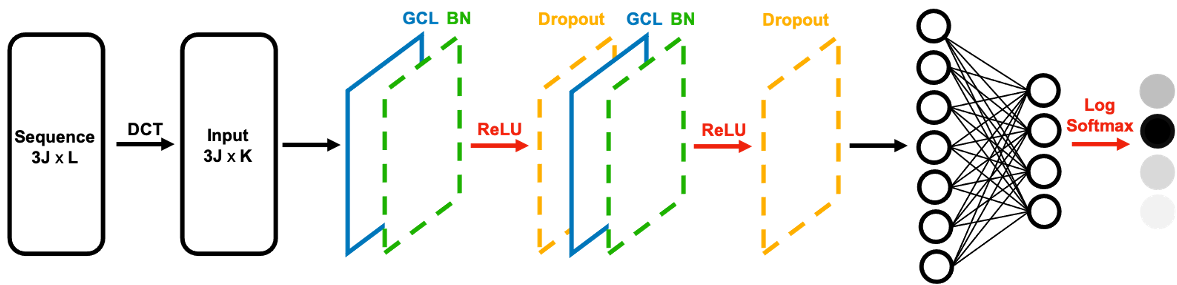 Sequence
3J x L
DCT
Input
3J x K
GCL BN
ReLU
Dropout
GCL BN
ReLU
Dropout
Log
Softmax